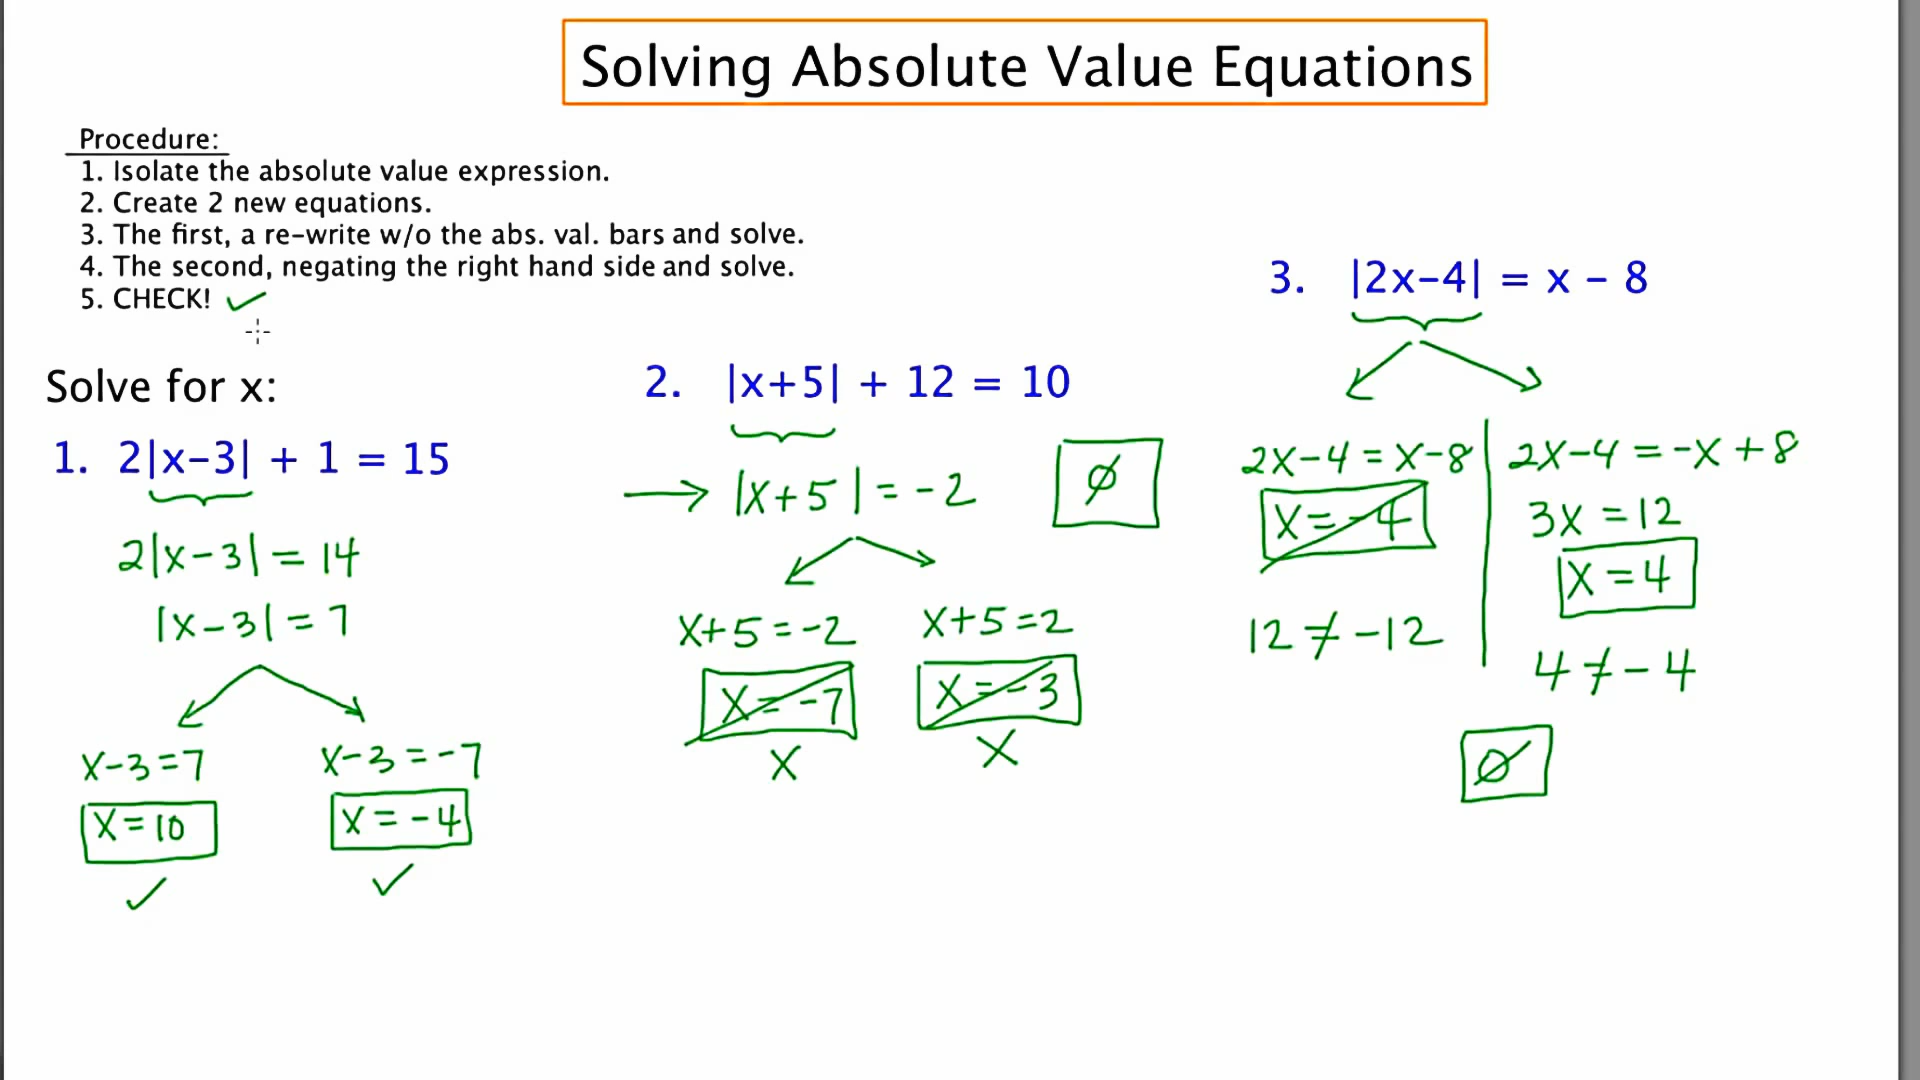 Solving Absolute Value Equations
Procedure:
1. Isolate the absolute value expression.
2. Create 2 new equations.
3. The first, a re-write w/o the abs. val. bars and solve.
4. The second, negating the right hand side and solve.
5. CHECK! ✓
Solve for x:
1. 2|x-3| + 1 = 15
2|x-3| = 14
|x-3| = 7
x-3=7
x=10
✓
x-3=-7
x=-4
✓
2. |x+5| + 12 = 10
→ |x+5| = -2
∅
x+5=-2
x=-7
x
x+5=2
x=-3
x
3. |2x-4| = x - 8
2x-4=x-8
x=-4
12≠-12
2x-4=-x+8
3x=12
x=4
4≠-4
∅